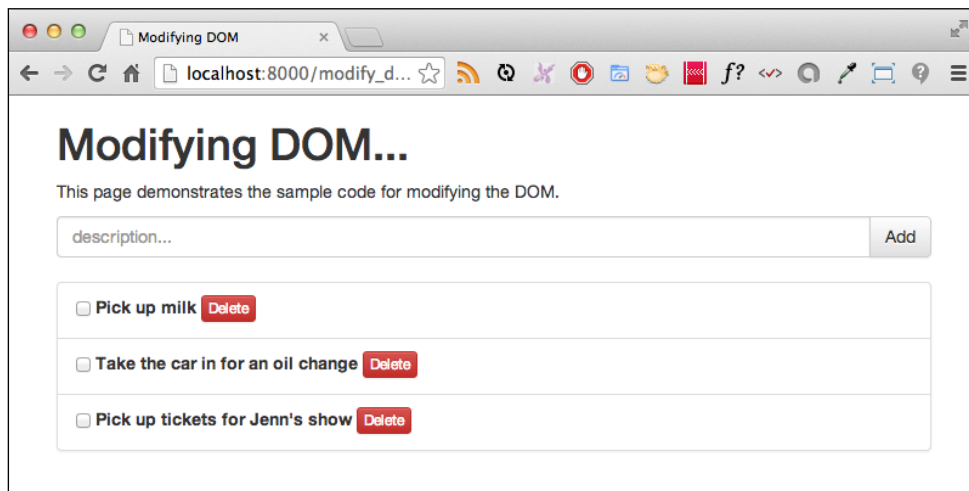 Modifying DOM
localhost:8000/modify_d...
f?
Modifying DOM...
This page demonstrates the sample code for modifying the DOM.
description...
Add
Pick up milk Delete
Take the car in for an oil change Delete
Pick up tickets for Jenn's show Delete